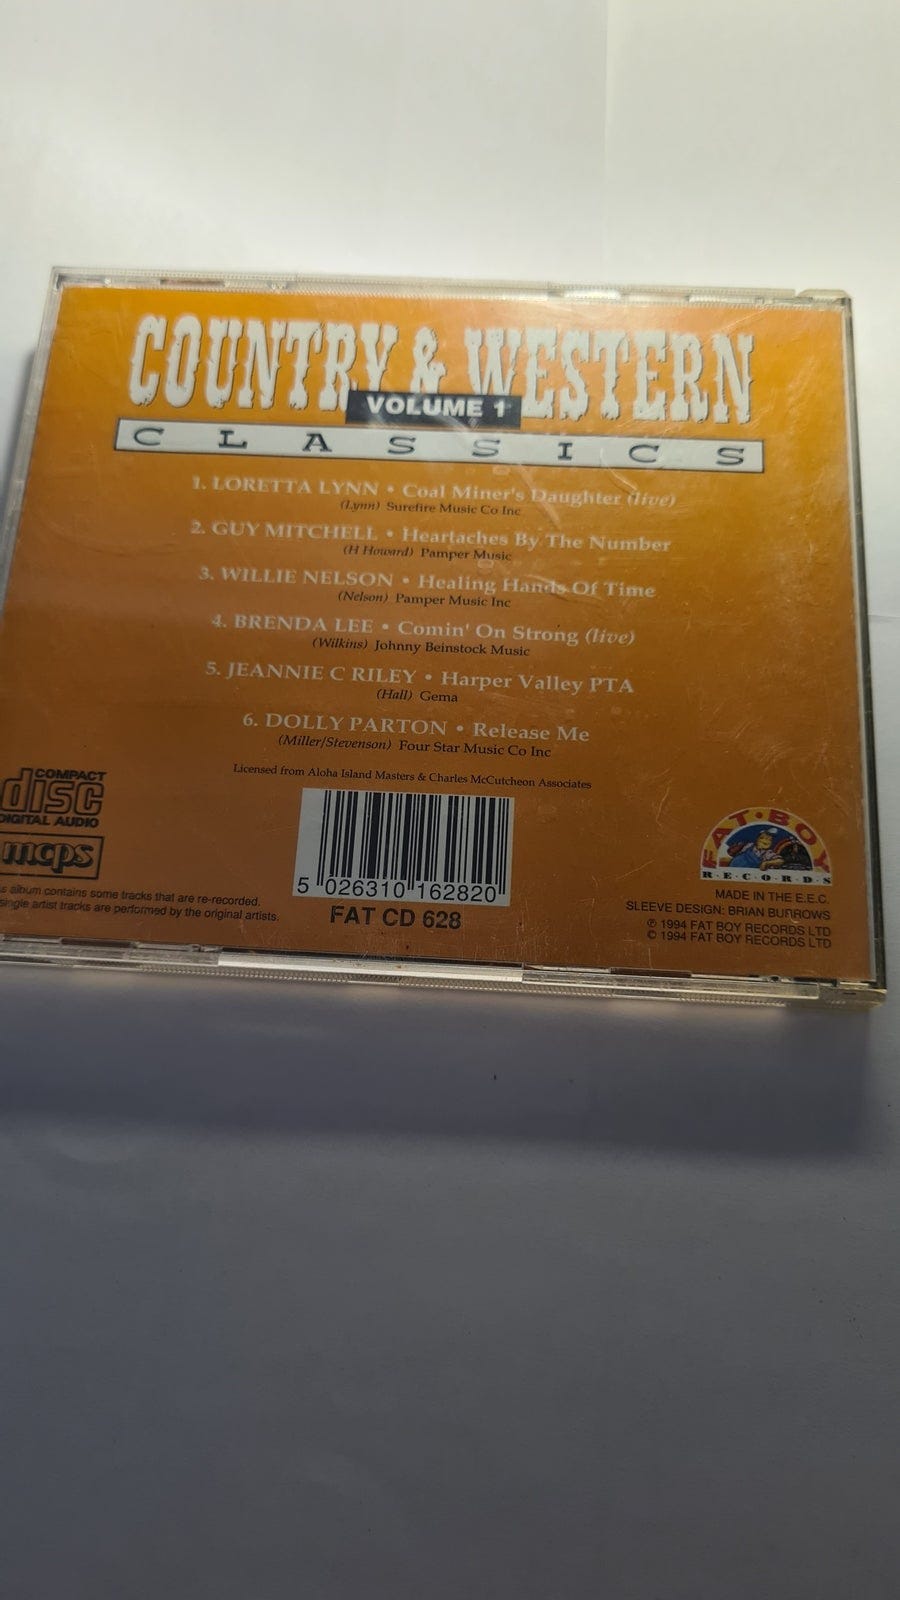 COUNTRY & WESTERN
VOLUME 1
CLASSICS
1. LORETTA LYNN • Coal Miner's Daughter (live)
(Lynn) Surefire Music Co Inc
2. GUY MITCHELL • Heartaches By The Number
(H Howard) Pamper Music
3. WILLIE NELSON • Healing Hands Of Time
(Nelson) Pamper Music Inc
4. BRENDA LEE • Comin' On Strong (live)
(Wilkins) Johnny Beinstock Music
5. JEANNIE C RILEY • Harper Valley PTA
(Hall) Gema
6. DOLLY PARTON • Release Me
(Miller/Stevenson) Four Star Music Co Inc
Licensed from Aloha Island Masters & Charles McCutcheon Associates
COMPACT
disc
DIGITAL AUDIO
mcps
album contains some tracks that are re-recorded.
single artist tracks are performed by the original artists.
5 026310 162820
FAT CD 628
FAT•BOY
R•E•C•O•R•D•S
MADE IN THE E.E.C.
SLEEVE DESIGN: BRIAN BURROWS
℗ 1994 FAT BOY RECORDS LTD
© 1994 FAT BOY RECORDS LTD